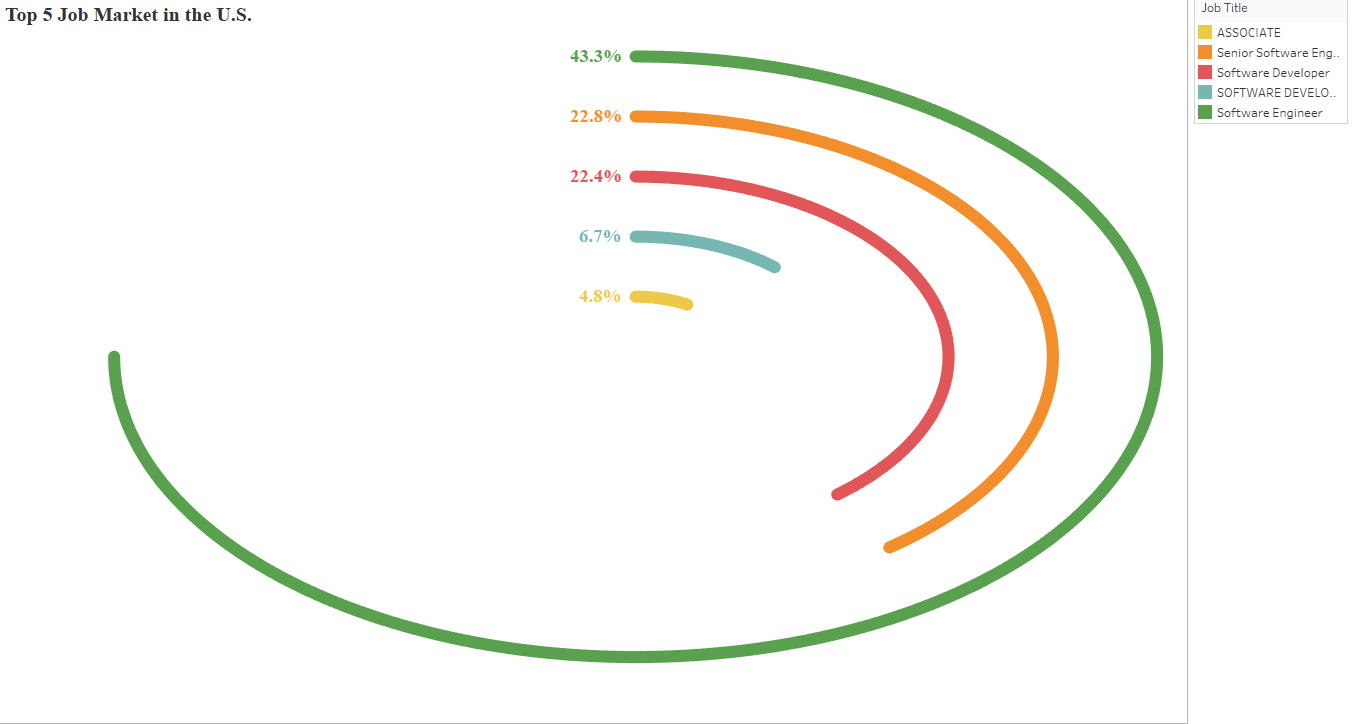 Top 5 Job Market in the U.S.
43.3%
22.8%
22.4%
6.7%
4.8%
Job Title
ASSOCIATE
Senior Software Eng..
Software Developer
SOFTWARE DEVELO..
Software Engineer